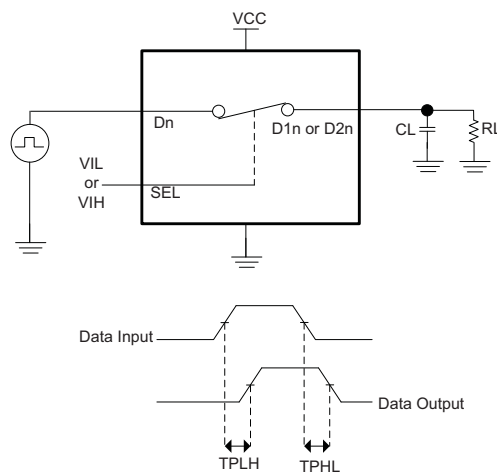 VCC
Dn
D1n or D2n
CL
RL
VIL
or
VIH
SEL
Data Input
Data Output
TPLH
TPHL